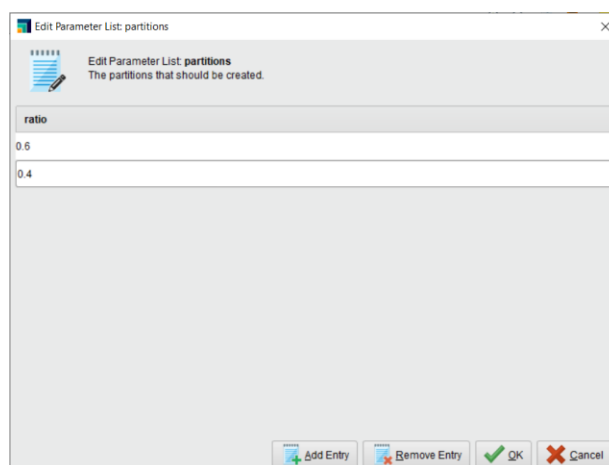 Edit Parameter List: partitions
Edit Parameter List: partitions
The partitions that should be created.
ratio
0.6
0.4
Add Entry Remove Entry OK Cancel